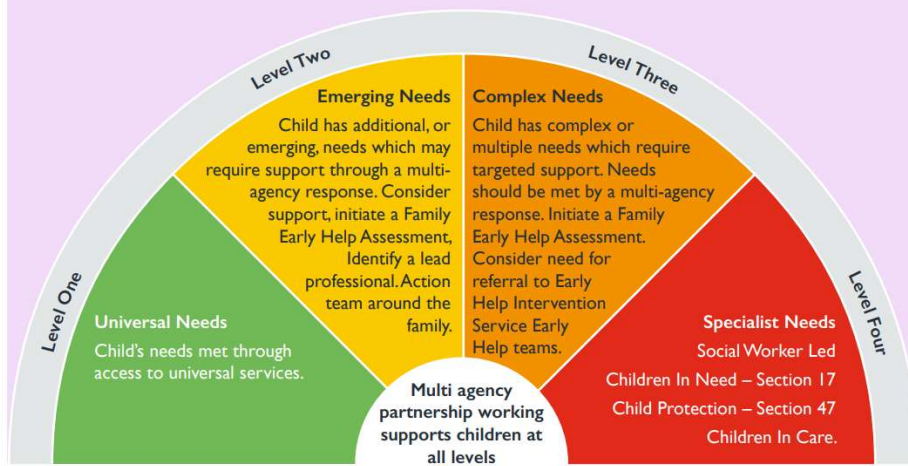 Level One
Universal Needs
Child's needs met through
access to universal services.
Level Two
Emerging Needs
Child has additional, or
emerging, needs which may
require support through a multi-
agency response. Consider
support, initiate a Family
Early Help Assessment,
Identify a lead
professional. Action
team around the
family.
Level Three
Complex Needs
Child has complex or
multiple needs which require
targeted support. Needs
should be met by a multi-agency
response. Initiate a Family
Early Help Assessment.
Consider need for
referral to Early
Help Intervention
Service Early
Help teams.
Level Four
Specialist Needs
Social Worker Led
Children In Need – Section 17
Child Protection – Section 47
Children In Care.
Multi agency
partnership working
supports children at
all levels